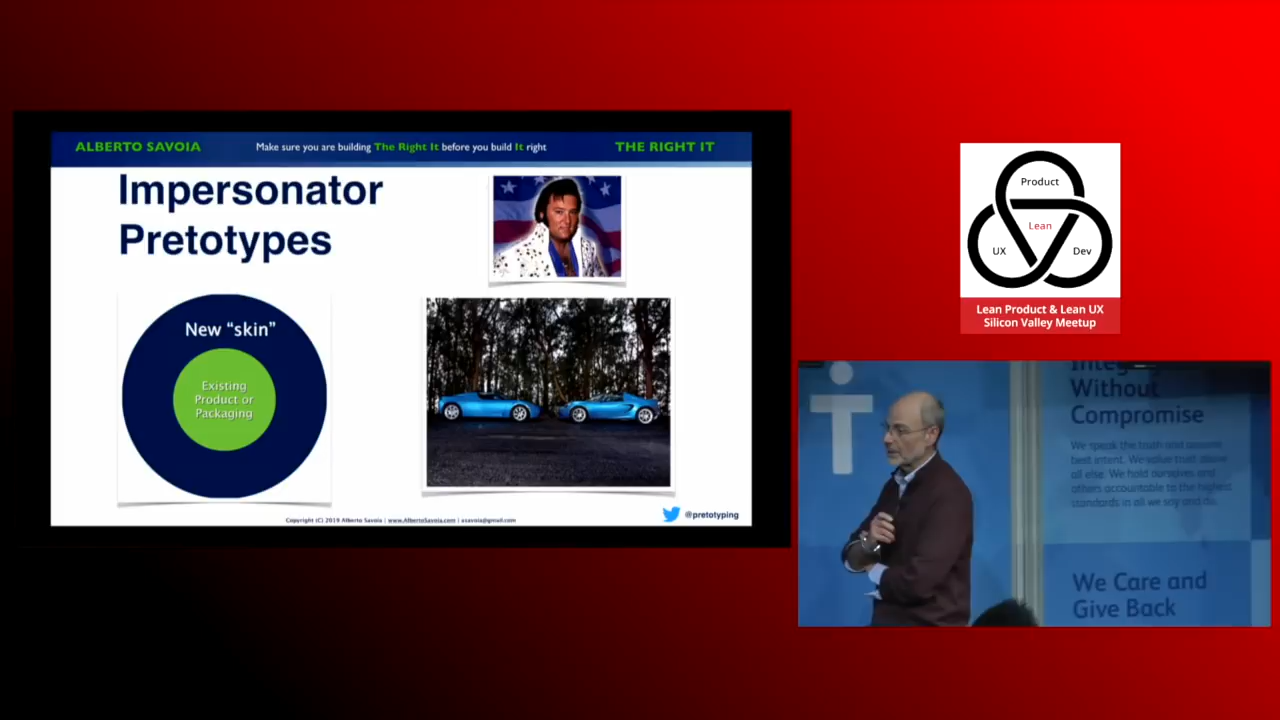 ALBERTO SAVOIA
Make sure you are building The Right It before you build It right
THE RIGHT IT
Impersonator
Pretotypes
New “skin”
Existing
Product or
Packaging
Copyright (C) 2019 Alberto Savoia | www.AlbertoSavoia.com | asavoia@gmail.com
@pretotyping
Product
Lean
UX
Dev
Lean Product & Lean UX
Silicon Valley Meetup
Without
Compromise
We speak the truth and assume
best intent. We value trust above
all else. We hold ourselves and
others accountable to the highest
standards in all we say and do.
We Care and
Give Back